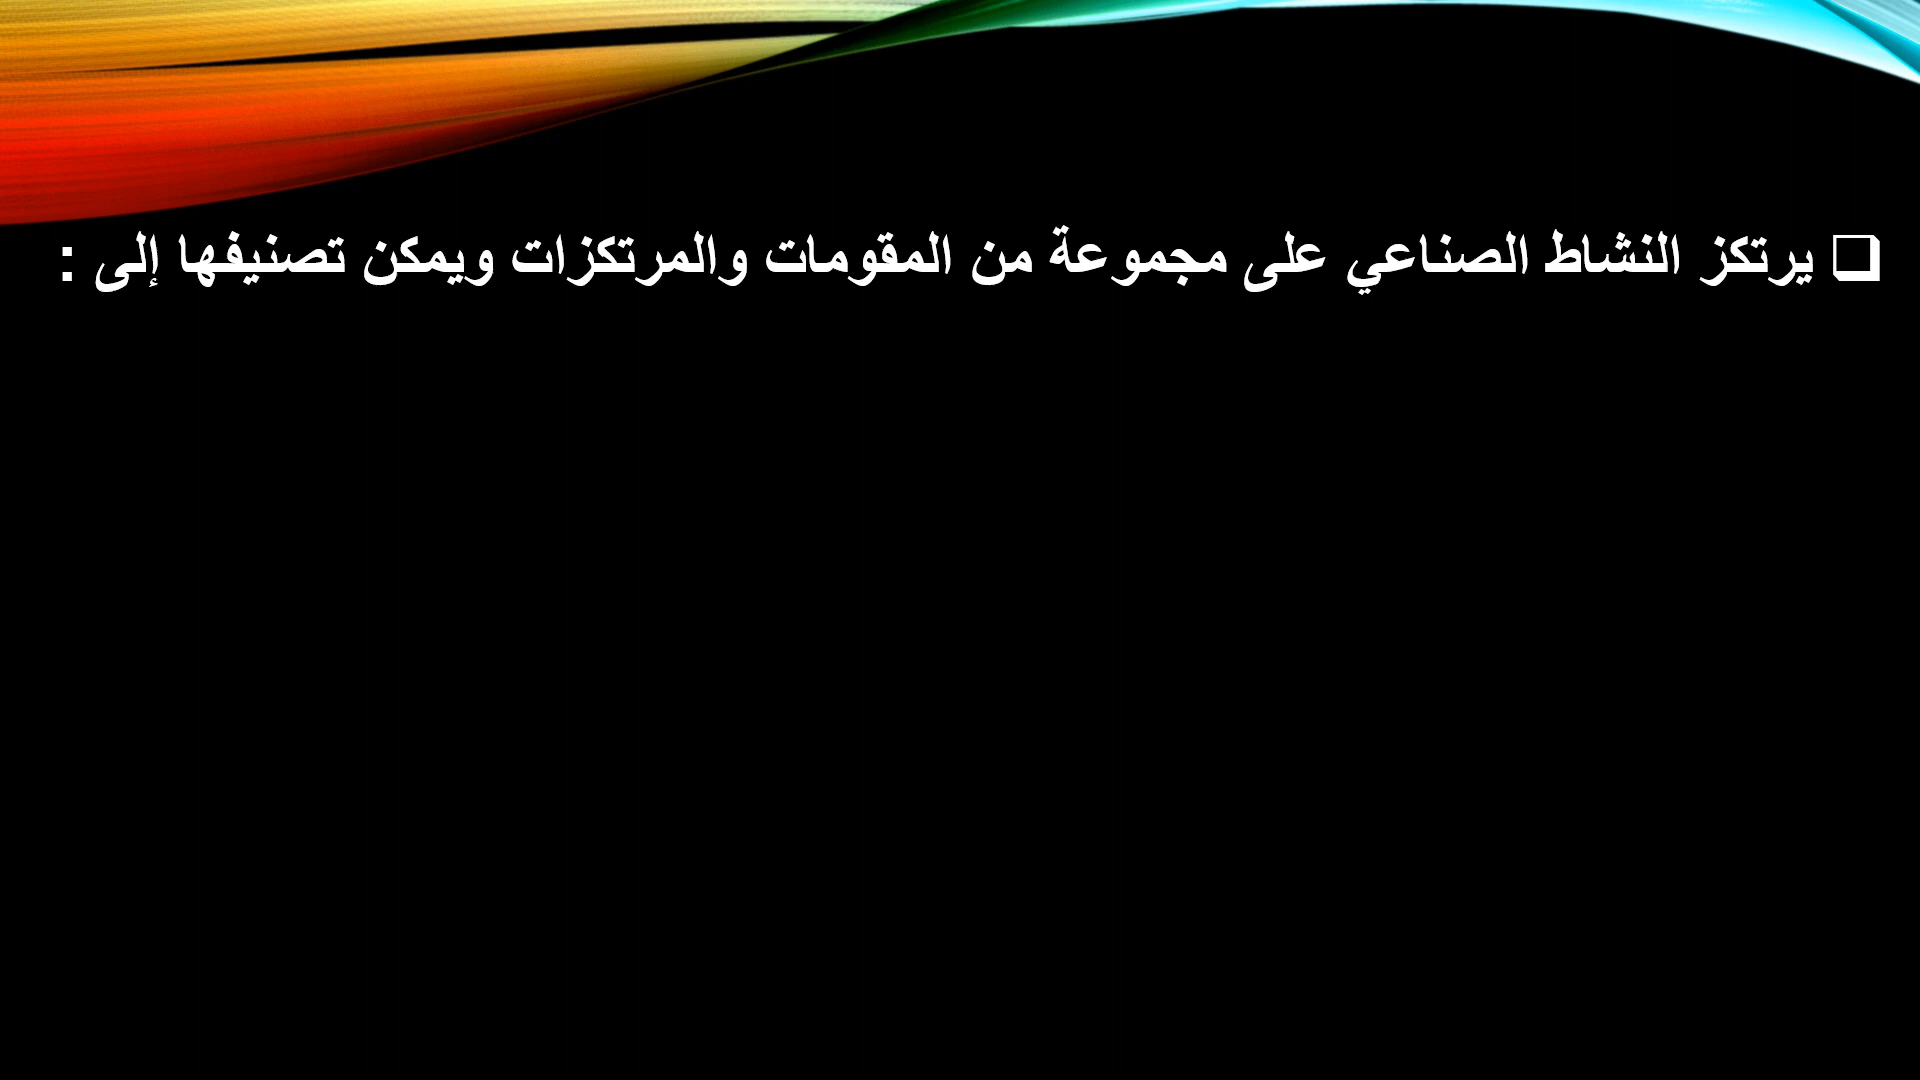 ❑ يرتكز النشاط الصناعي على مجموعة من المقومات والمرتكزات ويمكن تصنيفها إلى :